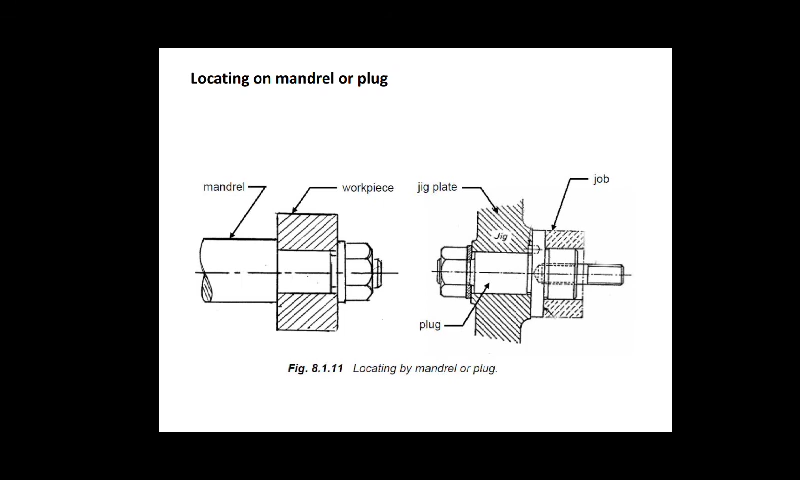 Locating on mandrel or plug
mandrel
workpiece
jig plate
job
Jig
plug
Fig. 8.1.11 Locating by mandrel or plug.